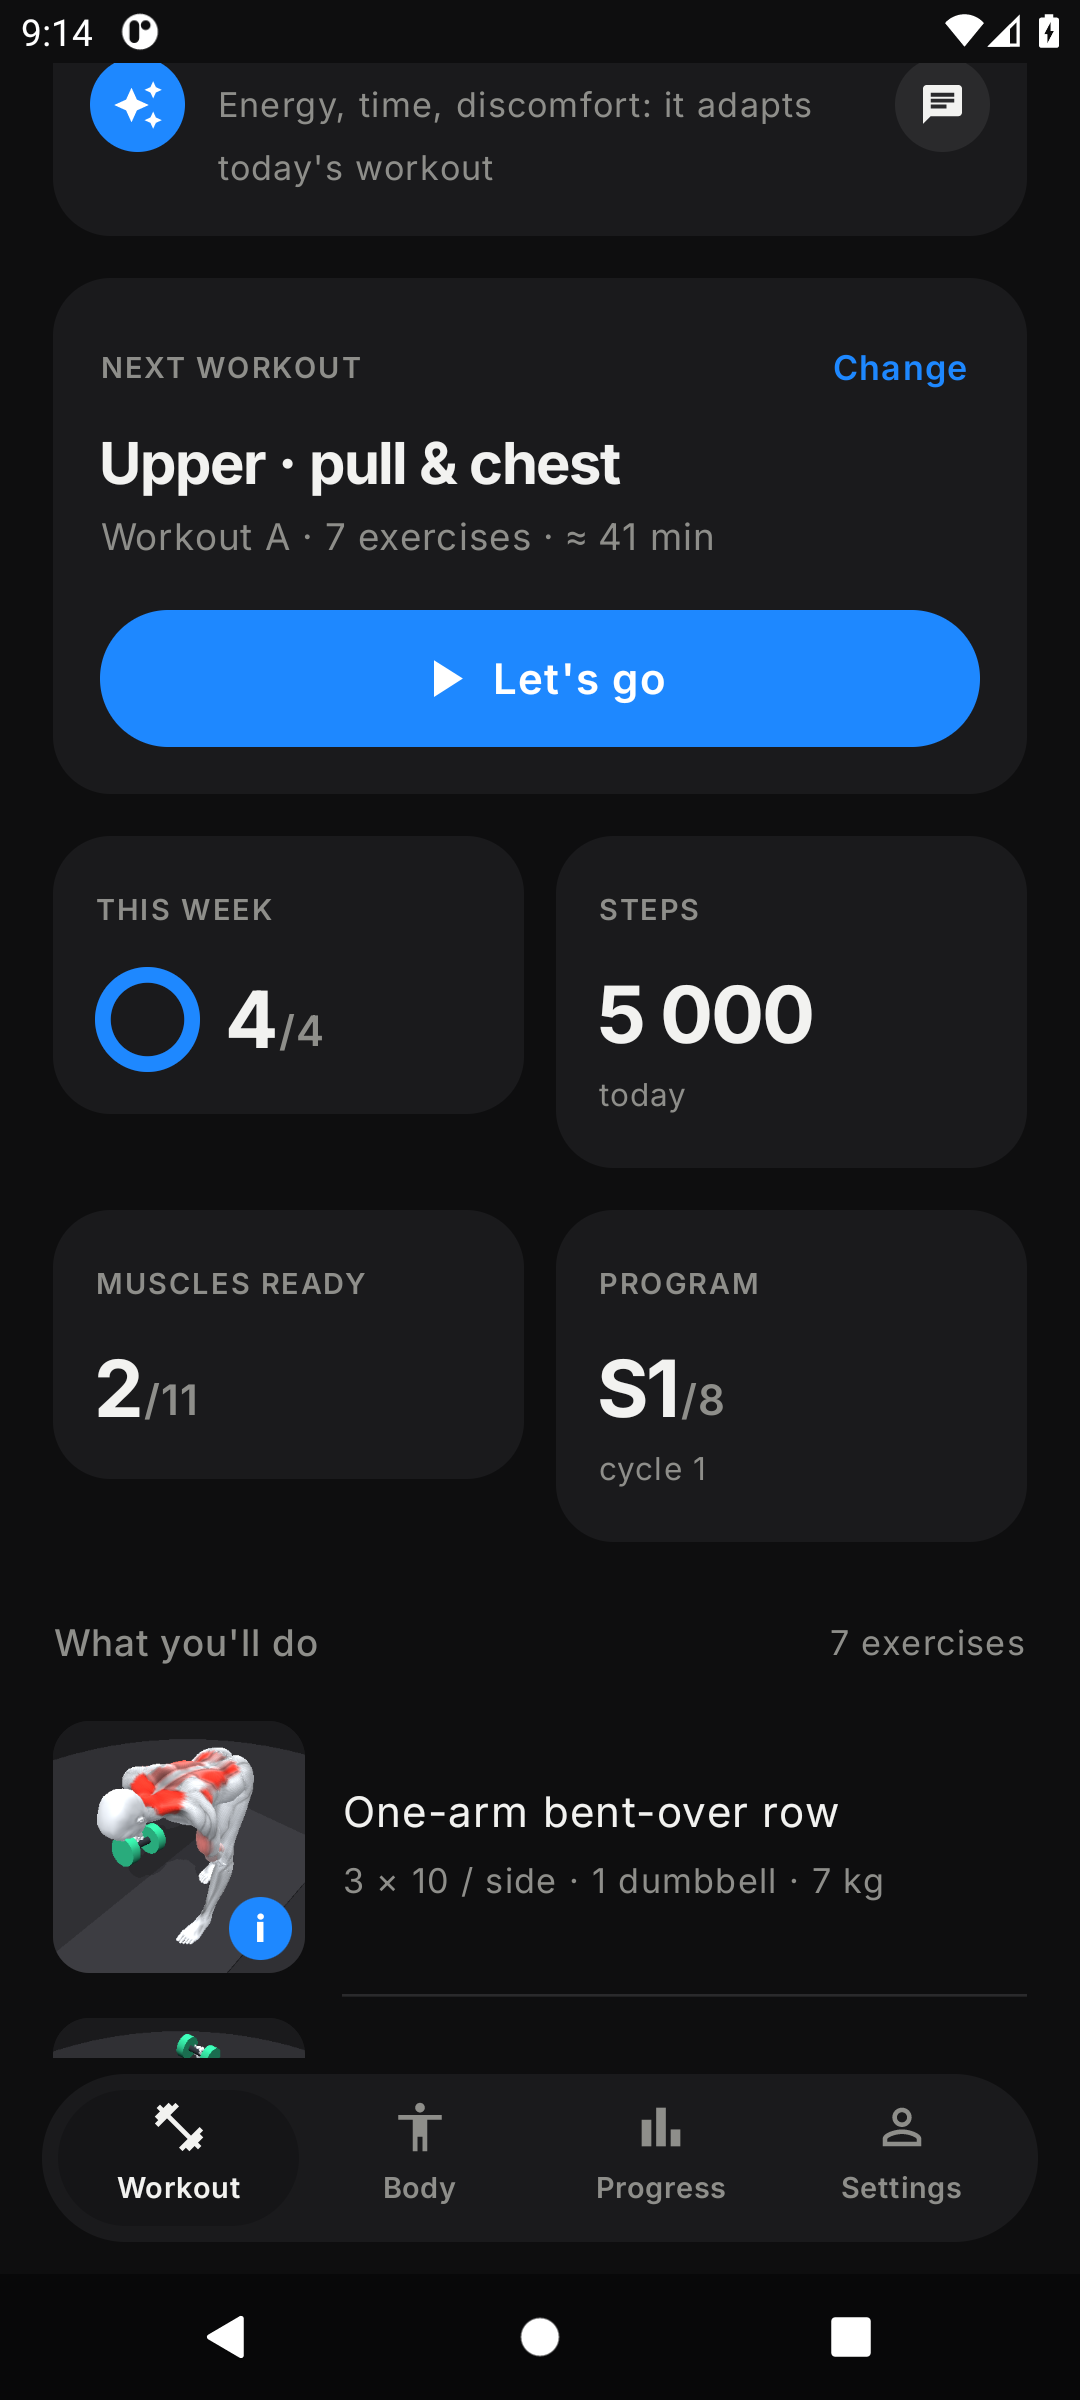 9:14
Energy, time, discomfort: it adapts
today's workout
NEXT WORKOUT
Change
Upper · pull & chest
Workout A · 7 exercises · ≈ 41 min
Let's go
THIS WEEK
4/4
STEPS
5 000
today
MUSCLES READY
2/11
PROGRAM
S1/8
cycle 1
What you'll do
7 exercises
One-arm bent-over row
3 × 10 / side · 1 dumbbell · 7 kg
i
Workout
Body
Progress
Settings